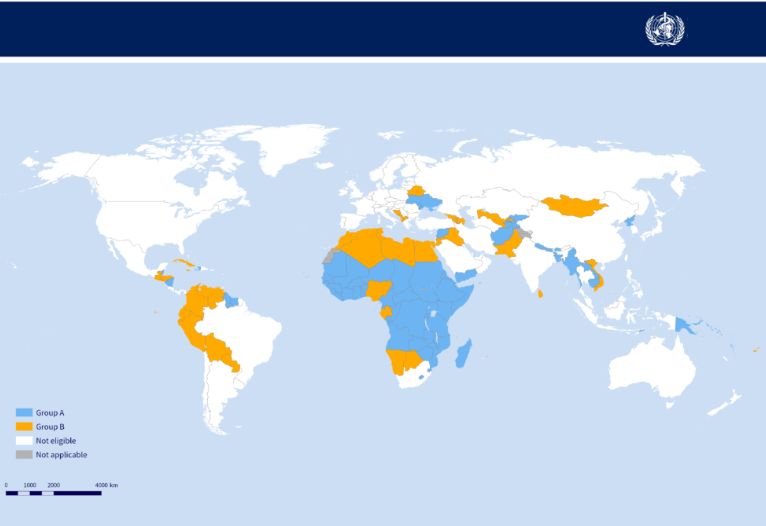 Group A
Group B
Not eligible
Not applicable
0 1000 2000 4000 km